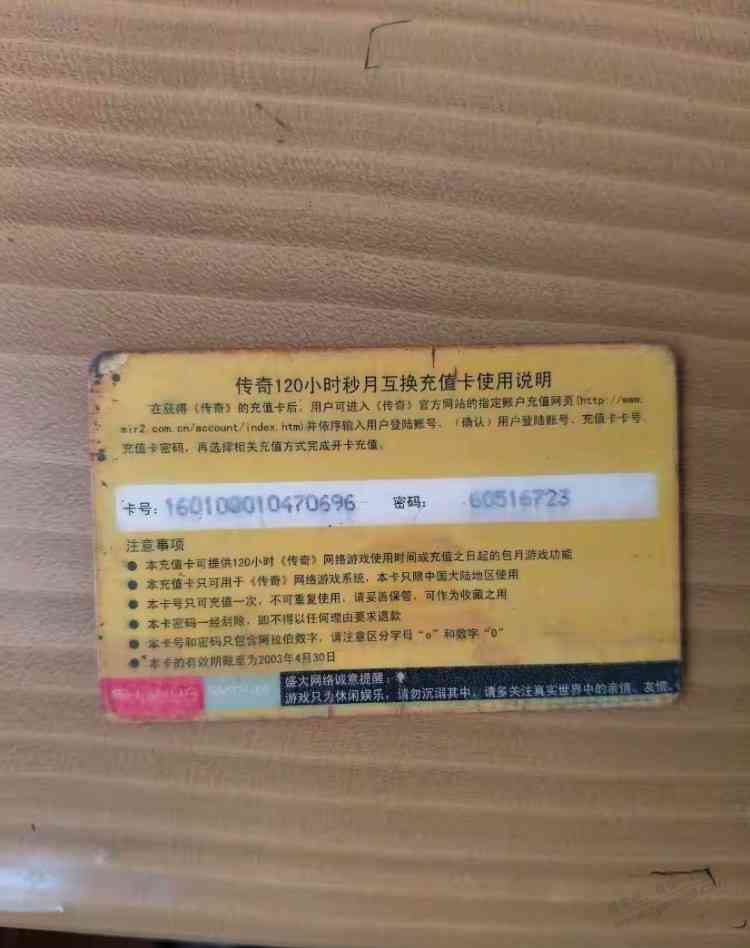 传奇120小时秒月互换充值卡使用说明
在获得《传奇》的充值卡后，用户可进入《传奇》官方网站的指定账户充值网页(http://www.
mir2.com.cn/account/index.htm)并依序输入用户登陆账号、(确认)用户登陆账号、充值卡卡号、
充值卡密码，再选择相关充值方式完成开卡充值。
卡号：160100010470696 密码：60516723
注意事项
● 本充值卡可提供120小时《传奇》网络游戏使用时间或充值之日起的包月游戏功能
● 本充值卡只可用于《传奇》网络游戏系统，本卡只限中国大陆地区使用
● 本卡号只可充值一次，不可重复使用，请妥善保管，可作为收藏之用
● 本卡密码一经刮除，即不得以任何理由要求退款
● 本卡号和密码只包含阿拉伯数字，请注意区分字母“o”和数字“0”
● 本卡的有效期截至为2003年4月30日
盛大网络诚意提醒：
游戏只为休闲娱乐，请勿沉溺其中，请多关注真实世界中的亲情、友情、